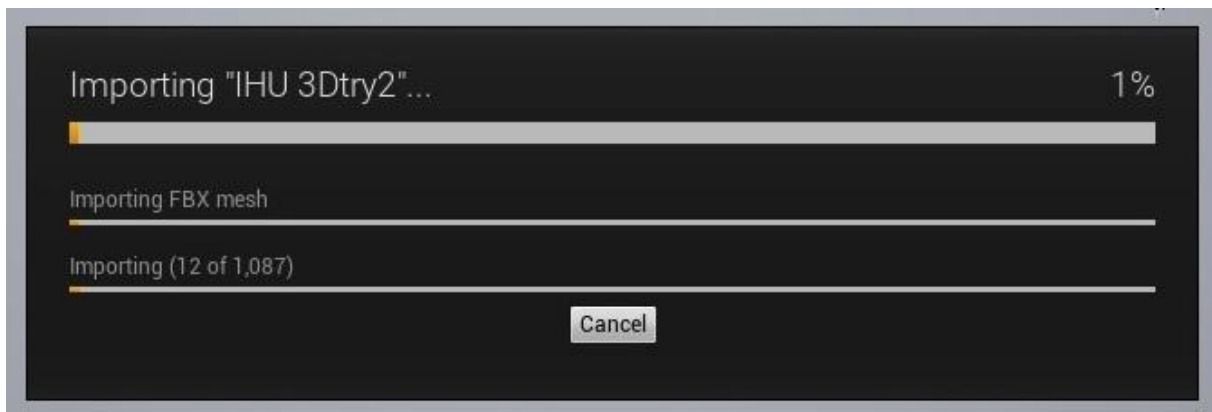 Importing "IHU 3Dtry2"... 1%
Importing FBX mesh
Importing (12 of 1,087)
Cancel